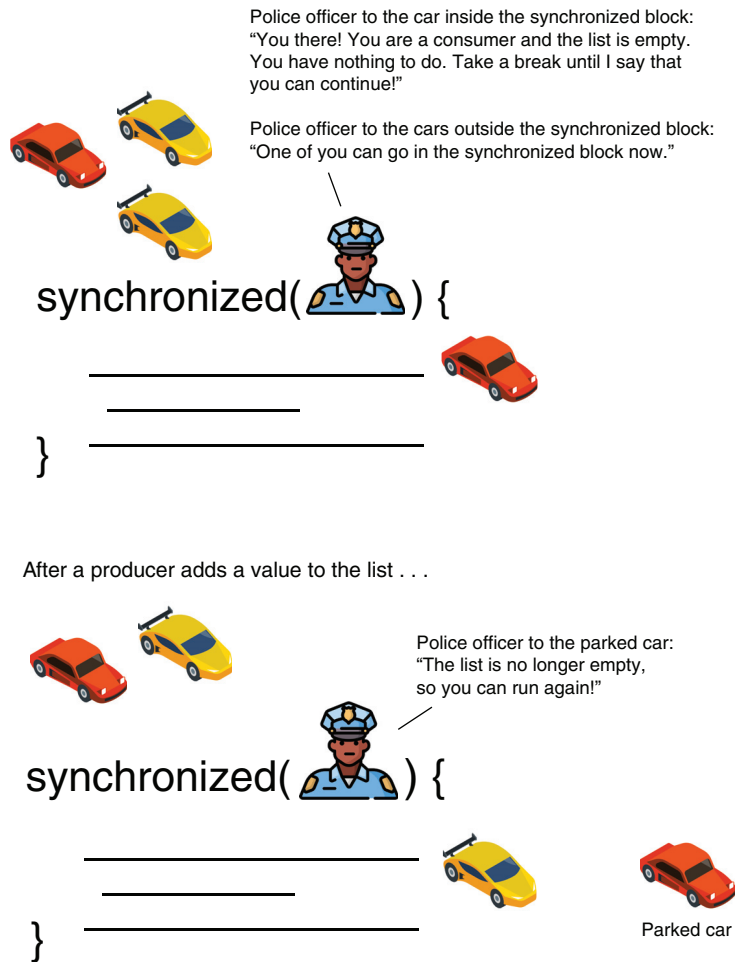 Police officer to the car inside the synchronized block:
“You there! You are a consumer and the list is empty.
You have nothing to do. Take a break until I say that
you can continue!”
Police officer to the cars outside the synchronized block:
“One of you can go in the synchronized block now.”
synchronized( ) {
}
After a producer adds a value to the list . . .
Police officer to the parked car:
“The list is no longer empty,
so you can run again!”
synchronized( ) {
Parked car
}